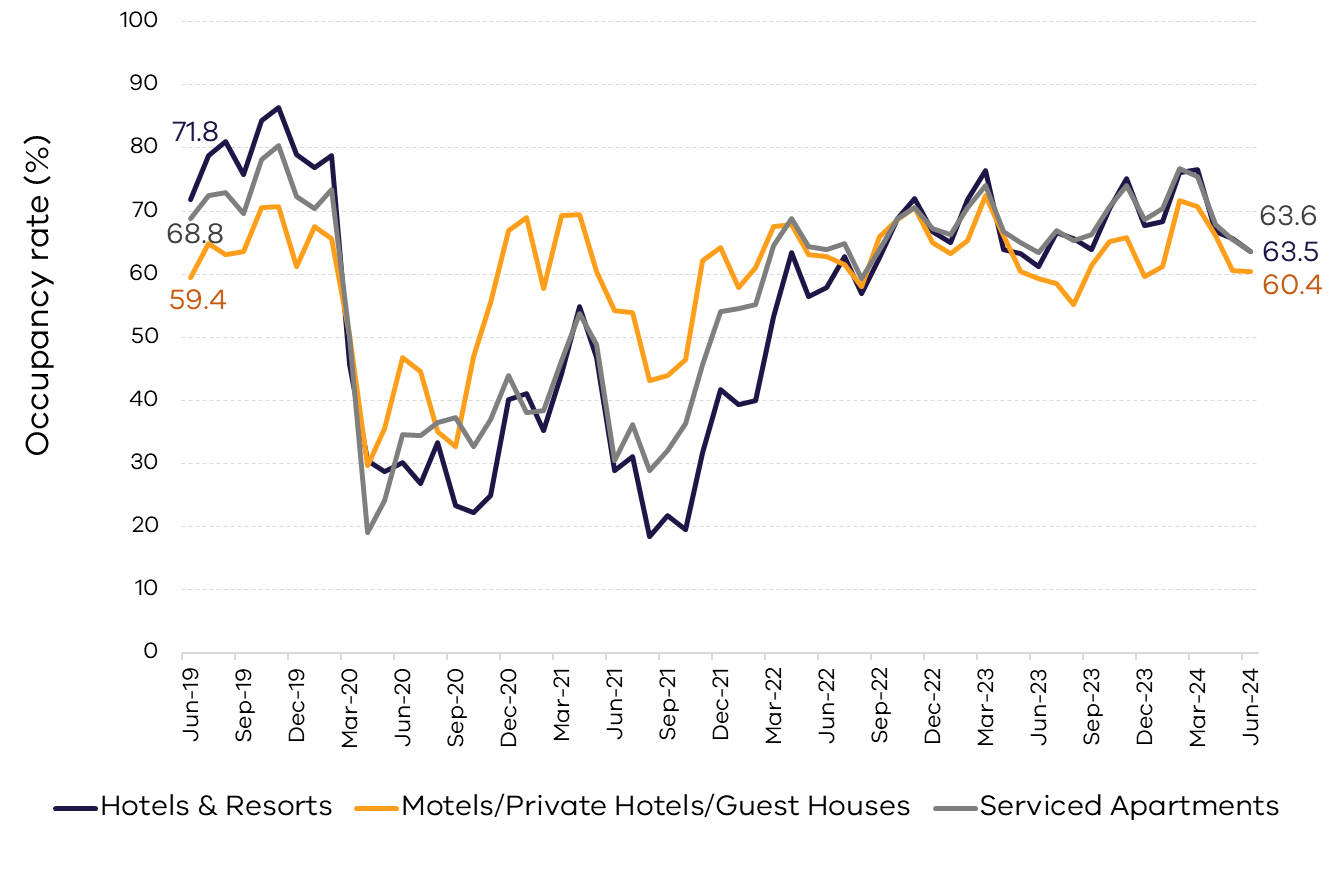 Occupancy rate (%)
100
90
80
70
60
50
40
30
20
10
0
71.8
68.8
59.4
63.6
63.5
60.4
Jun-19
Sep-19
Dec-19
Mar-20
Jun-20
Sep-20
Dec-20
Mar-21
Jun-21
Sep-21
Dec-21
Mar-22
Jun-22
Sep-22
Dec-22
Mar-23
Jun-23
Sep-23
Dec-23
Mar-24
Jun-24
Hotels & Resorts
Motels/Private Hotels/Guest Houses
Serviced Apartments